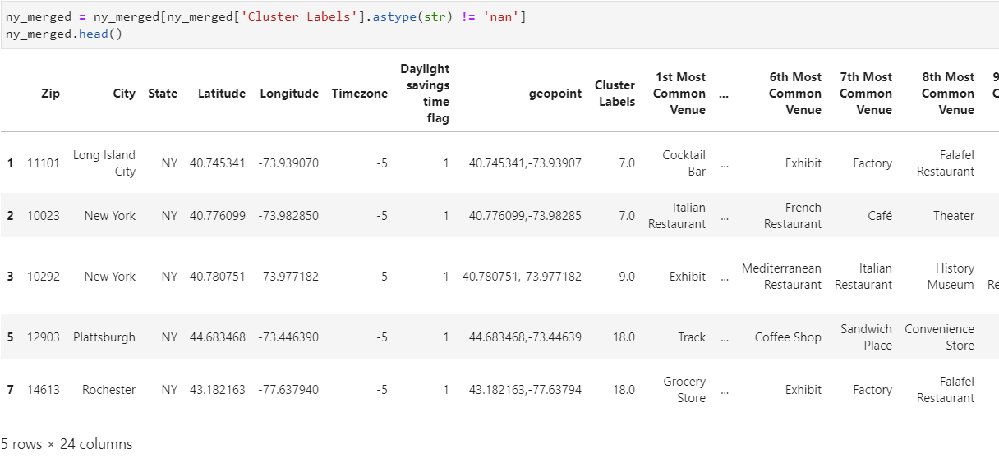 ny_merged = ny_merged[ny_merged['Cluster Labels'].astype(str) != 'nan']
ny_merged.head()
Zip City State Latitude Longitude Timezone Daylight savings time flag geopoint Cluster Labels 1st Most Common Venue ... 6th Most Common Venue 7th Most Common Venue 8th Most Common Venue
1 11101 Long Island City NY 40.745341 -73.939070 -5 1 40.745341,-73.93907 7.0 Cocktail Bar ... Exhibit Factory Falafel Restaurant
2 10023 New York NY 40.776099 -73.982850 -5 1 40.776099,-73.98285 7.0 Italian Restaurant ... French Restaurant Café Theater
3 10292 New York NY 40.780751 -73.977182 -5 1 40.780751,-73.977182 9.0 Exhibit ... Mediterranean Restaurant Italian Restaurant History Museum
5 12903 Plattsburgh NY 44.683468 -73.446390 -5 1 44.683468,-73.44639 18.0 Track ... Coffee Shop Sandwich Place Convenience Store
7 14613 Rochester NY 43.182163 -77.637940 -5 1 43.182163,-77.63794 18.0 Grocery Store ... Exhibit Factory Falafel Restaurant
5 rows × 24 columns